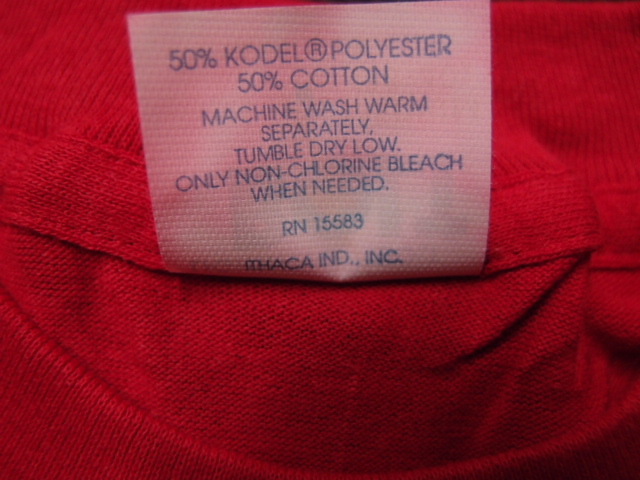 50% KODEL® POLYESTER
50% COTTON
MACHINE WASH WARM
SEPARATELY,
TUMBLE DRY LOW.
ONLY NON-CHLORINE BLEACH
WHEN NEEDED.
RN 15583
ITHACA IND., INC.